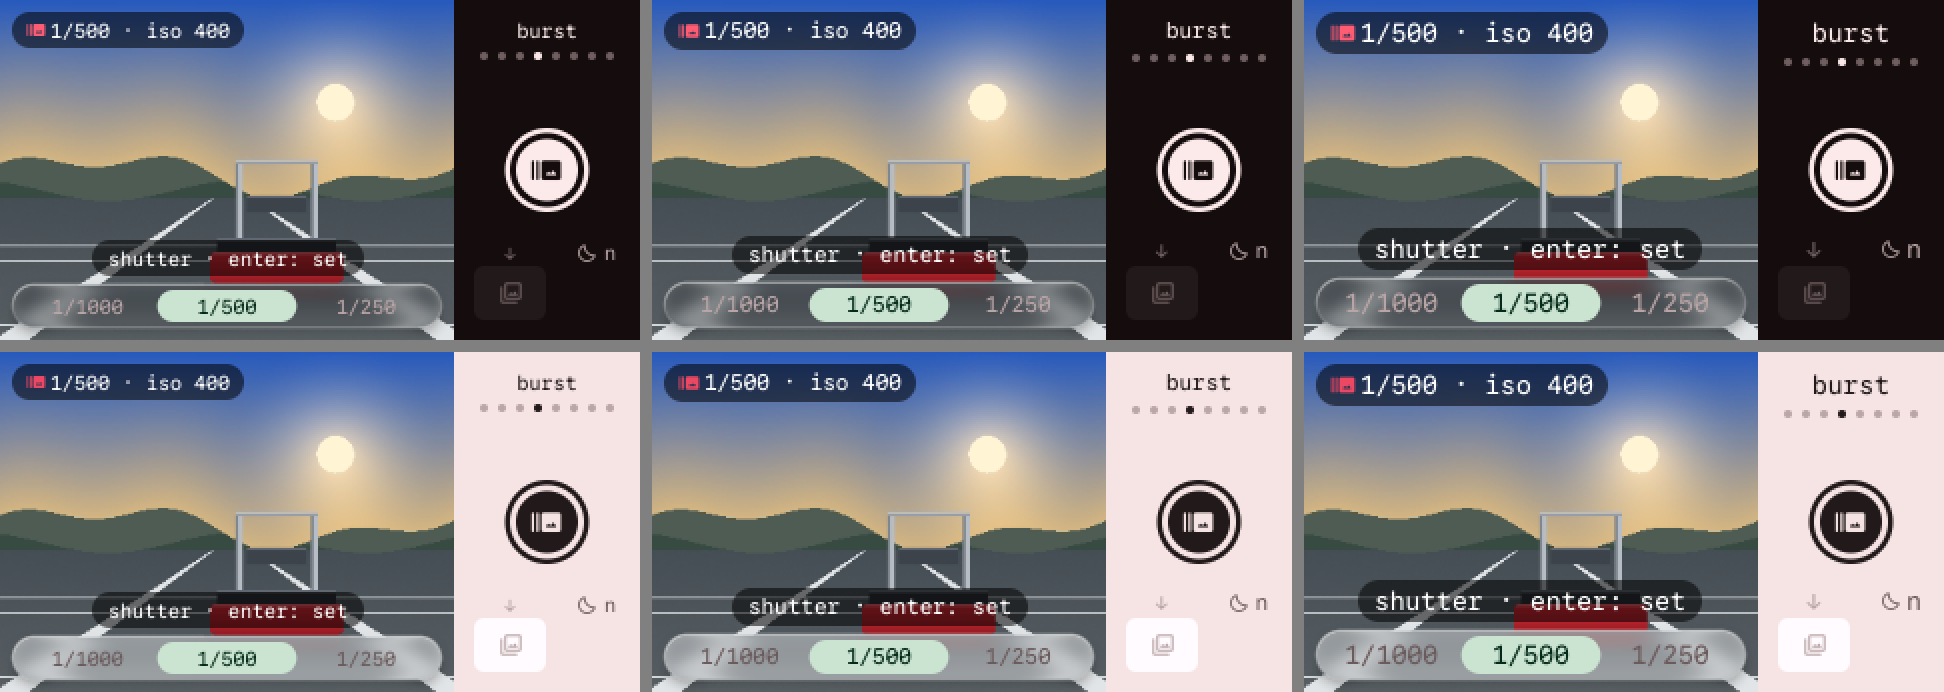 1/500 · iso 400
burst
shutter · enter: set
n
1/1000 1/500 1/250
1/500 · iso 400
burst
shutter · enter: set
n
1/1000 1/500 1/250
1/500 · iso 400
burst
shutter · enter: set
n
1/1000 1/500 1/250
1/500 · iso 400
burst
shutter · enter: set
n
1/1000 1/500 1/250
1/500 · iso 400
burst
shutter · enter: set
n
1/1000 1/500 1/250
1/500 · iso 400
burst
shutter · enter: set
n
1/1000 1/500 1/250